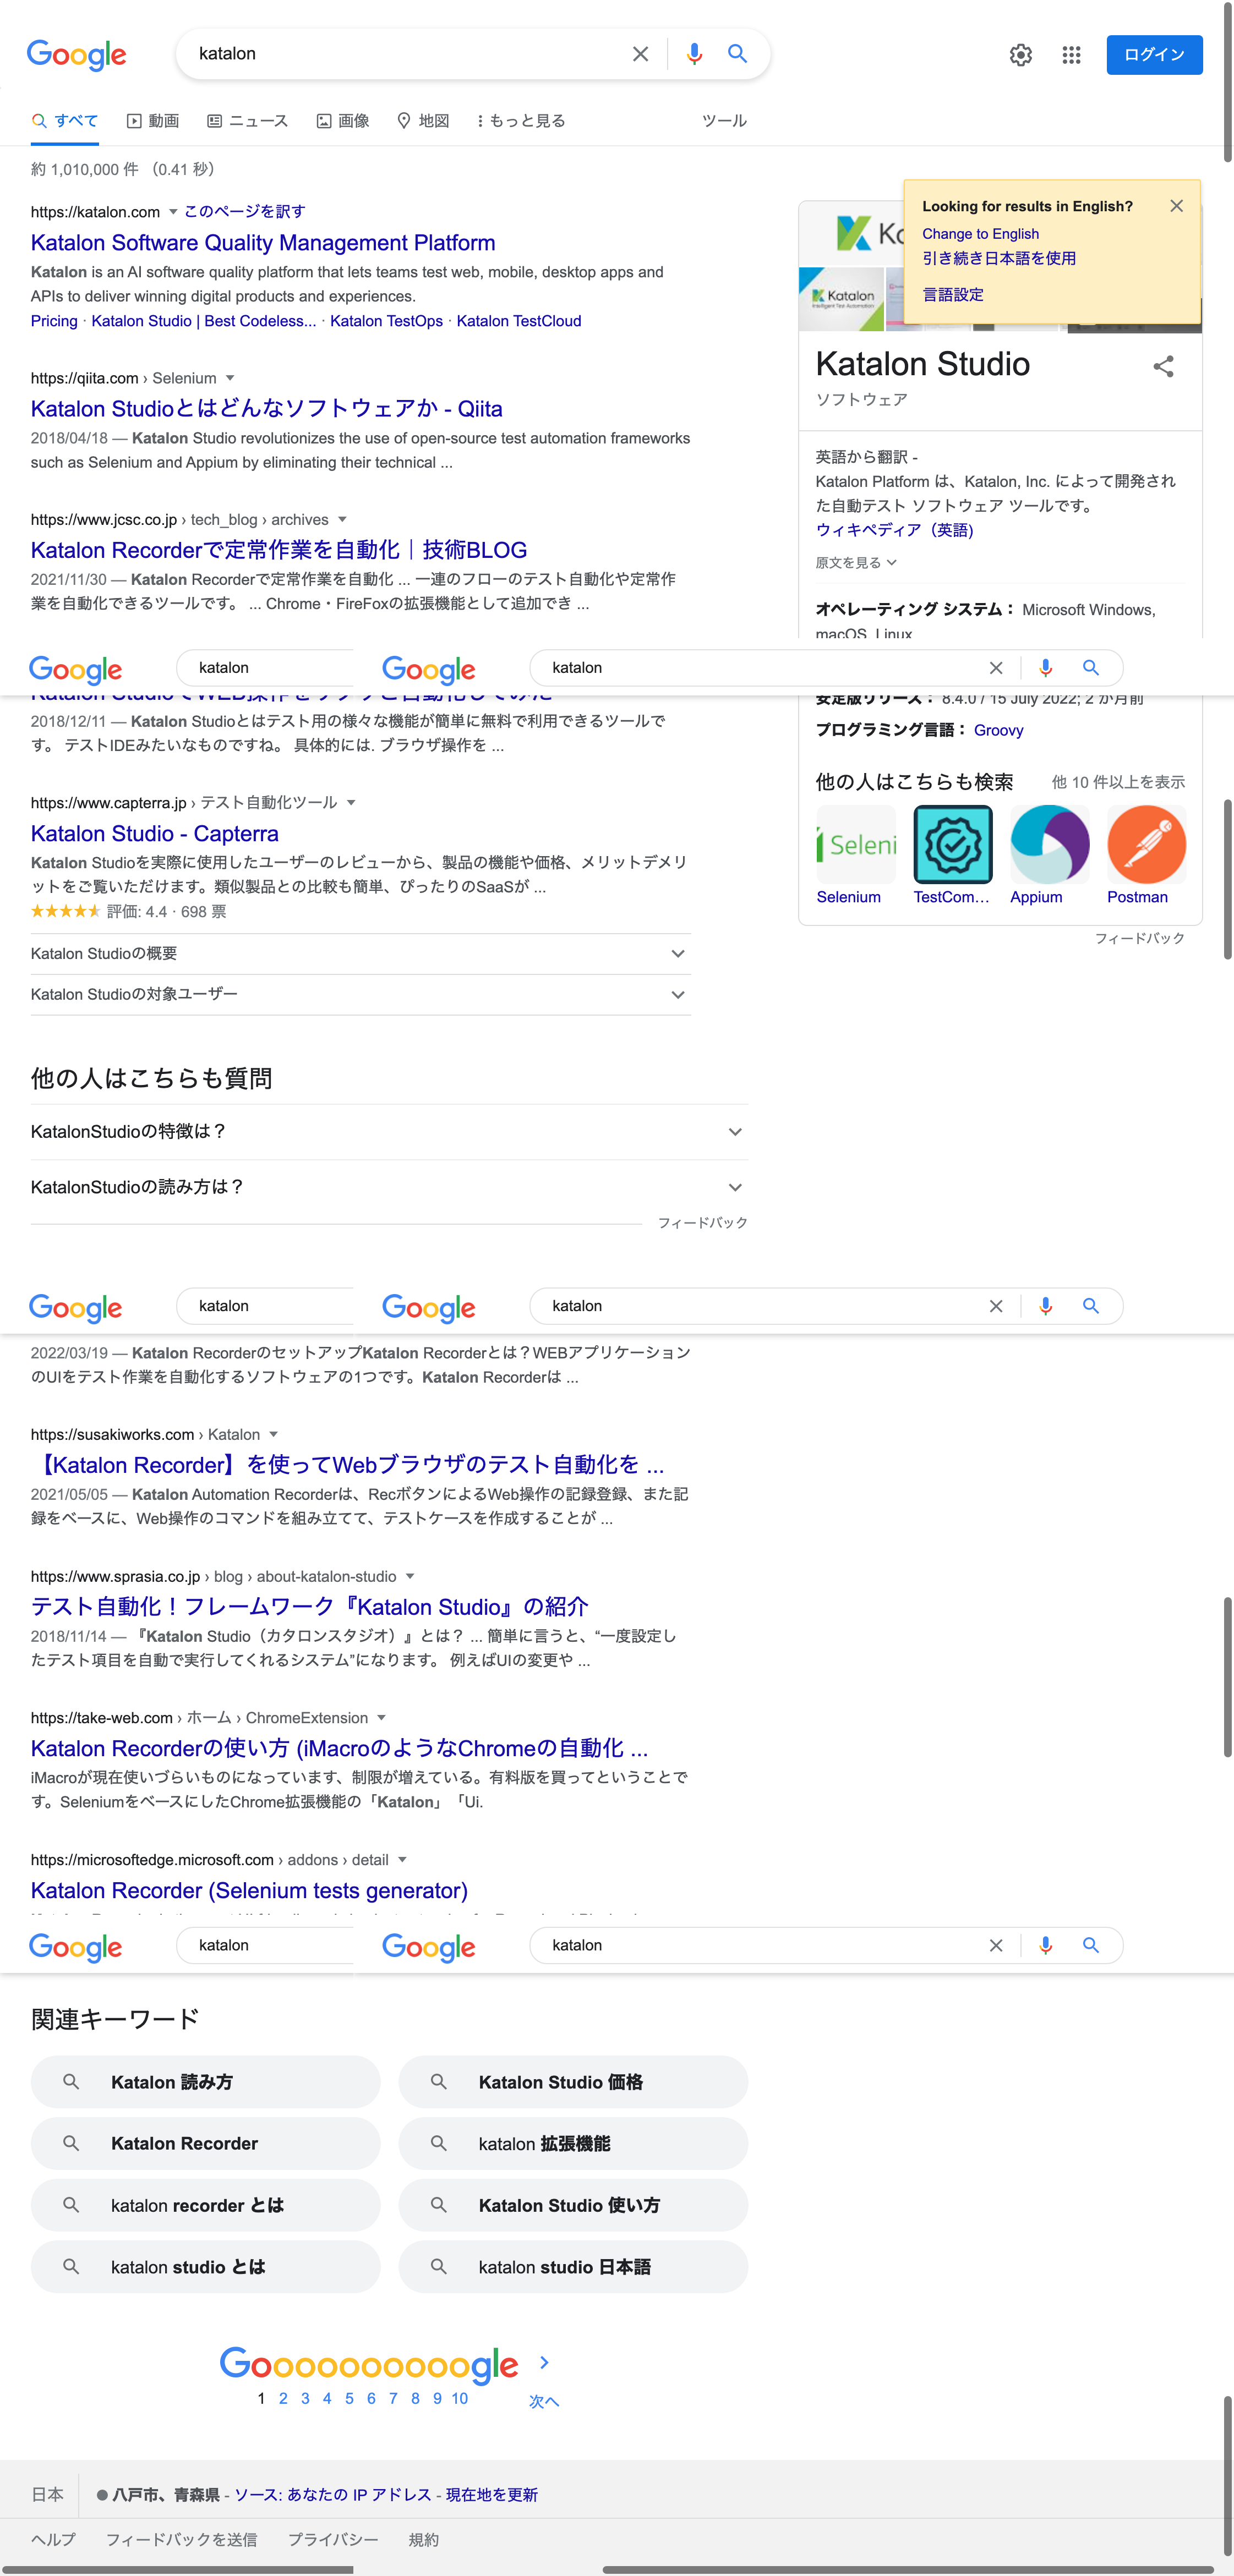 Google
katalon
ログイン
すべて
動画
ニュース
画像
地図
もっと見る
ツール
約 1,010,000 件 （0.41 秒）
https://katalon.com このページを訳す
Katalon Software Quality Management Platform
Katalon is an AI software quality platform that lets teams test web, mobile, desktop apps and
APIs to deliver winning digital products and experiences.
Pricing · Katalon Studio | Best Codeless... · Katalon TestOps · Katalon TestCloud
https://qiita.com › Selenium
Katalon Studioとはどんなソフトウェアか - Qiita
2018/04/18 — Katalon Studio revolutionizes the use of open-source test automation frameworks
such as Selenium and Appium by eliminating their technical ...
https://www.jcsc.co.jp › tech_blog › archives
Katalon Recorderで定常作業を自動化｜技術BLOG
2021/11/30 — Katalon Recorderで定常作業を自動化 ... 一連のフローのテスト自動化や定常作
業を自動化できるツールです。 ... Chrome・FireFoxの拡張機能として追加でき ...
Looking for results in English?
Change to English
引き続き日本語を使用
言語設定
Katalon
Katalon Studio
ソフトウェア
英語から翻訳 -
Katalon Platform は、Katalon, Inc. によって開発され
た自動テスト ソフトウェア ツールです。
ウィキペディア（英語)
原文を見る
オペレーティング システム： Microsoft Windows,
macOS, Linux
Google
katalon
Google
katalon
Katalon StudioでWEB操作をサクッと自動化してみた
2018/12/11 — Katalon Studioとはテスト用の様々な機能が簡単に無料で利用できるツールで
す。 テストIDEみたいなものですね。 具体的には. ブラウザ操作を ...
https://www.capterra.jp › テスト自動化ツール
Katalon Studio - Capterra
Katalon Studioを実際に使用したユーザーのレビューから、製品の機能や価格、メリットデメリ
ットをご覧いただけます。類似製品との比較も簡単、ぴったりのSaaSが ...
評価: 4.4 · 698 票
Katalon Studioの概要
Katalon Studioの対象ユーザー
安定版リリース： 8.4.0 / 15 July 2022; 2 か月前
プログラミング言語： Groovy
他の人はこちらも検索
他 10 件以上を表示
Seleni
Selenium
TestCom...
Appium
Postman
フィードバック
他の人はこちらも質問
KatalonStudioの特徴は？
KatalonStudioの読み方は？
フィードバック
Google
katalon
Google
katalon
2022/03/19 — Katalon RecorderのセットアップKatalon Recorderとは？WEBアプリケーション
のUIをテスト作業を自動化するソフトウェアの1つです。Katalon Recorderは ...
https://susakiworks.com › Katalon
【Katalon Recorder】を使ってWebブラウザのテスト自動化を ...
2021/05/05 — Katalon Automation Recorderは、RecボタンによるWeb操作の記録登録、また記
録をベースに、Web操作のコマンドを組み立てて、テストケースを作成することが ...
https://www.sprasia.co.jp › blog › about-katalon-studio
テスト自動化！フレームワーク『Katalon Studio』の紹介
2018/11/14 — 『Katalon Studio（カタロンスタジオ）』とは？ ... 簡単に言うと、“一度設定し
たテスト項目を自動で実行してくれるシステム”になります。 例えばUIの変更や ...
https://take-web.com › ホーム › ChromeExtension
Katalon Recorderの使い方 (iMacroのようなChromeの自動化 ...
iMacroが現在使いづらいものになっています、制限が増えている。有料版を買ってということで
す。SeleniumをベースにしたChrome拡張機能の「Katalon」「Ui.
https://microsoftedge.microsoft.com › addons › detail
Katalon Recorder (Selenium tests generator)
Google
katalon
Google
katalon
関連キーワード
Katalon 読み方
Katalon Studio 価格
Katalon Recorder
katalon 拡張機能
katalon recorder とは
Katalon Studio 使い方
katalon studio とは
katalon studio 日本語
Goooooooooogle
1 2 3 4 5 6 7 8 9 10
次へ
日本
八戸市、青森県 - ソース: あなたの IP アドレス - 現在地を更新
ヘルプ
フィードバックを送信
プライバシー
規約